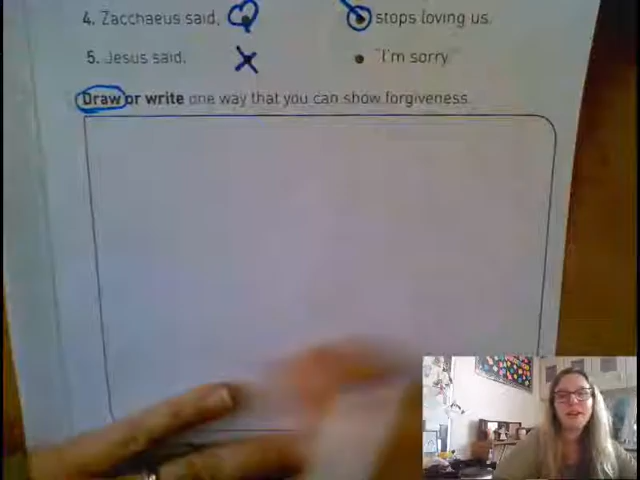 4. Zacchaeus said, stops loving us.
5. Jesus said, "I'm sorry."
Draw or write one way that you can show forgiveness.